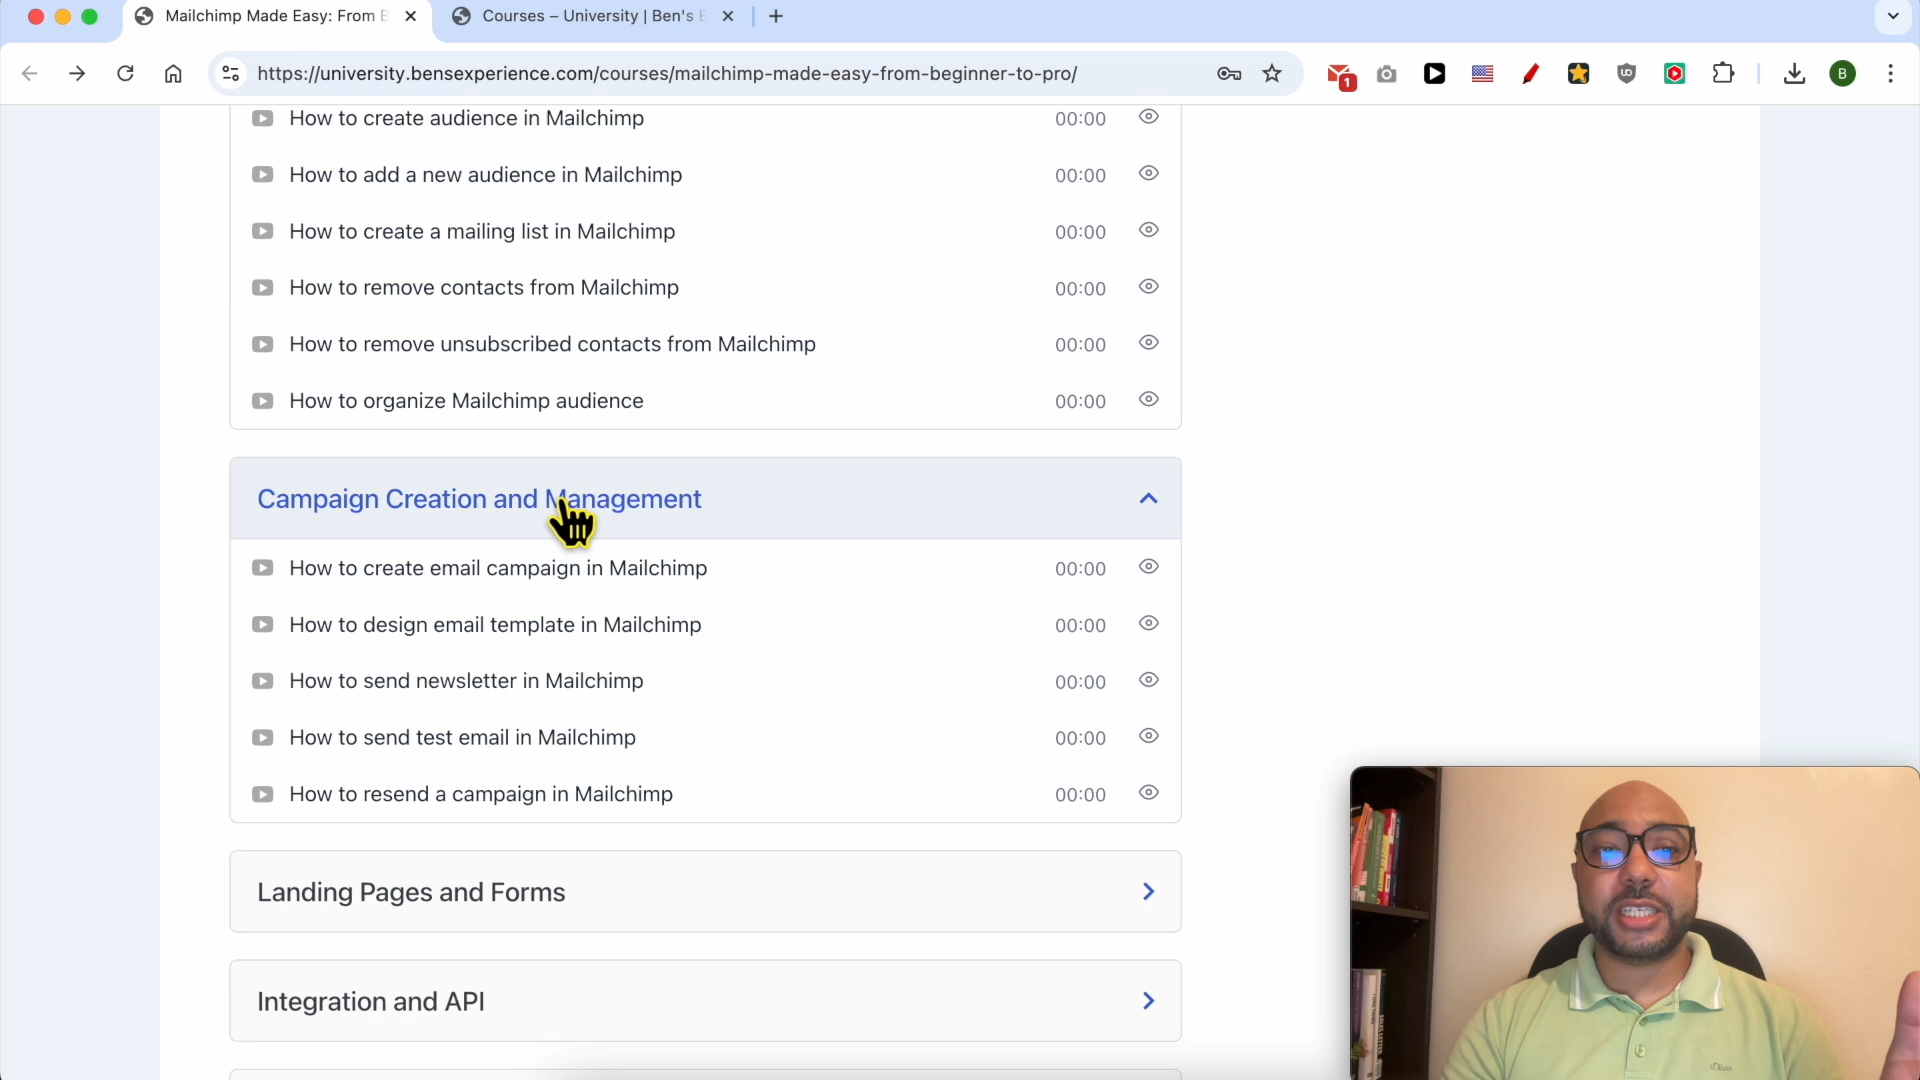 Mailchimp Made Easy: From B
Courses – University | Ben's E
https://university.bensexperience.com/courses/mailchimp-made-easy-from-beginner-to-pro/
1
B
How to create audience in Mailchimp 00:00
How to add a new audience in Mailchimp 00:00
How to create a mailing list in Mailchimp 00:00
How to remove contacts from Mailchimp 00:00
How to remove unsubscribed contacts from Mailchimp 00:00
How to organize Mailchimp audience 00:00
Campaign Creation and Management
How to create email campaign in Mailchimp 00:00
How to design email template in Mailchimp 00:00
How to send newsletter in Mailchimp 00:00
How to send test email in Mailchimp 00:00
How to resend a campaign in Mailchimp 00:00
Landing Pages and Forms
Integration and API